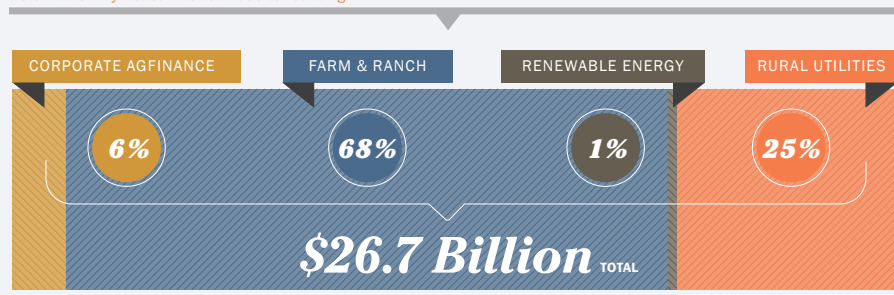 CORPORATE AGFINANCE FARM & RANCH RENEWABLE ENERGY RURAL UTILITIES
6% 68% 1% 25%
$26.7 Billion TOTAL